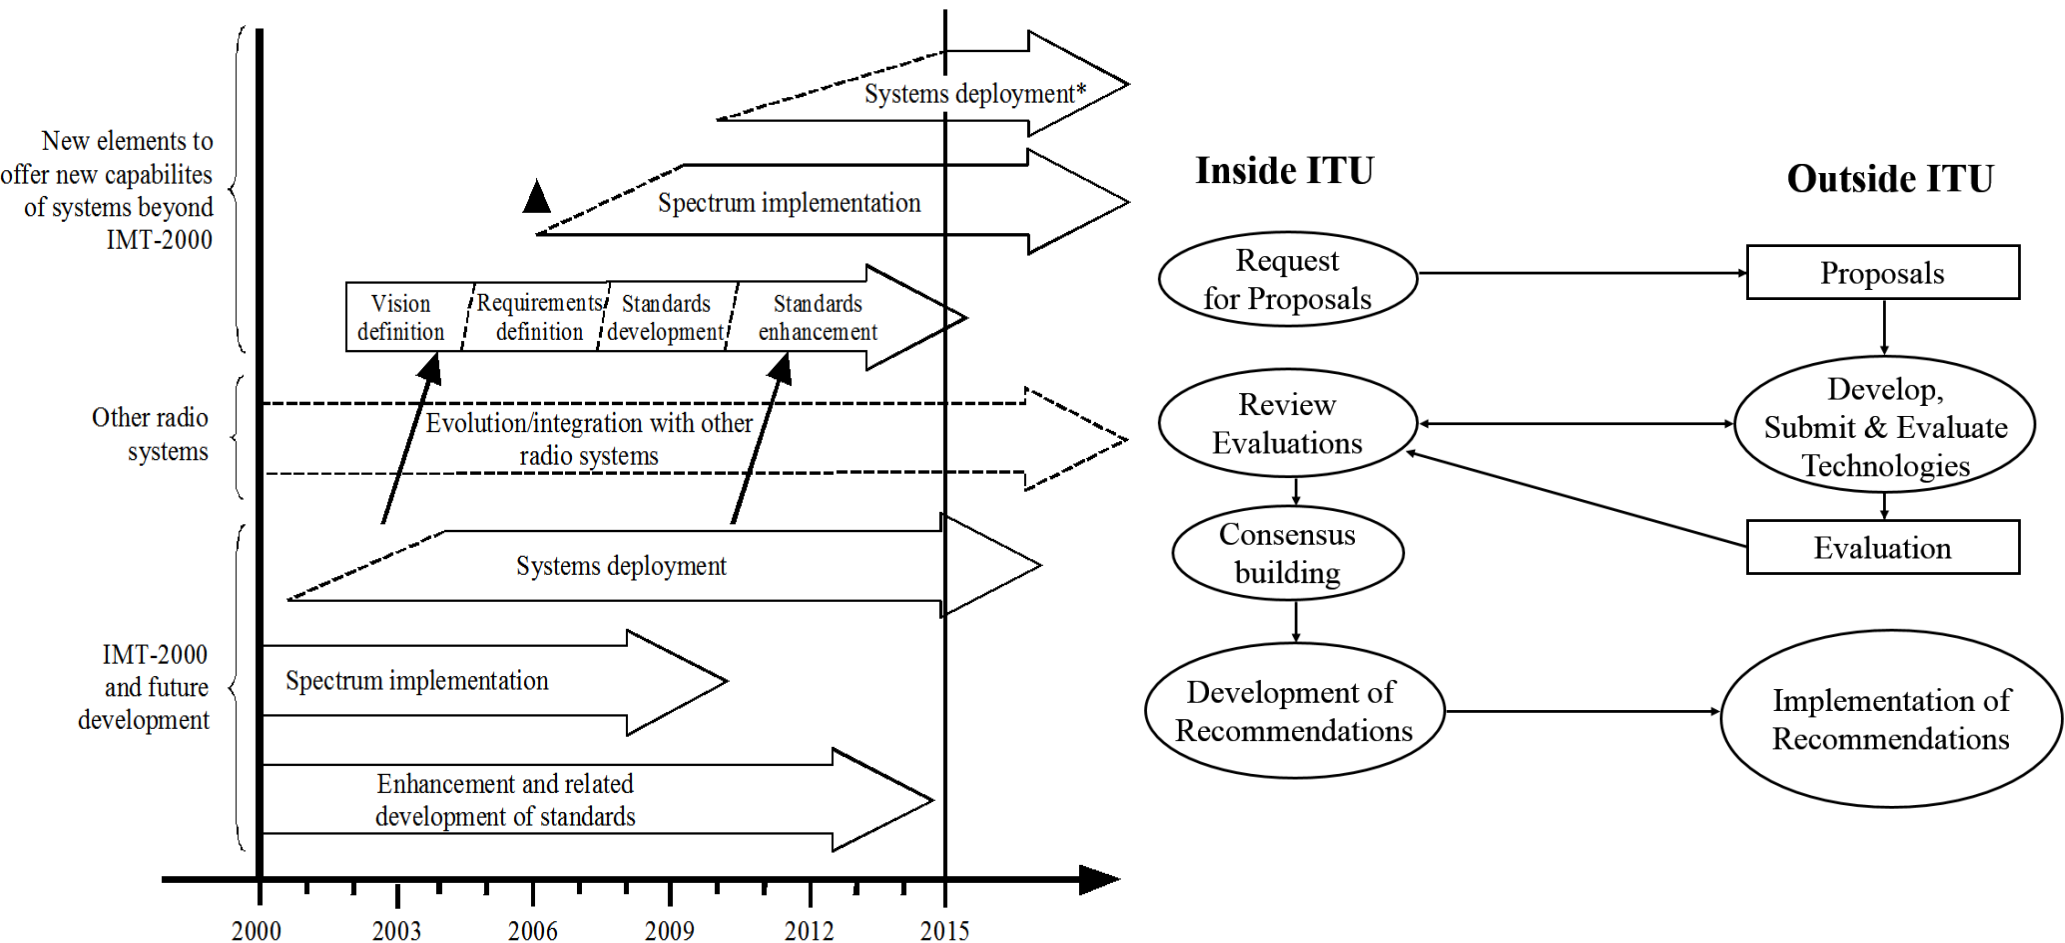 New elements to
offer new capabilites
of systems beyond
IMT-2000
Systems deployment*
Spectrum implementation
Vision
definition
Requirements
definition
Standards
development
Standards
enhancement
Other radio
systems
Evolution/integration with other
radio systems
IMT-2000
and future
development
Systems deployment
Spectrum implementation
Enhancement and related
development of standards
2000
2003
2006
2009
2012
2015
Inside ITU
Outside ITU
Request
for Proposals
Proposals
Review
Evaluations
Develop,
Submit & Evaluate
Technologies
Consensus
building
Evaluation
Development of
Recommendations
Implementation of
Recommendations